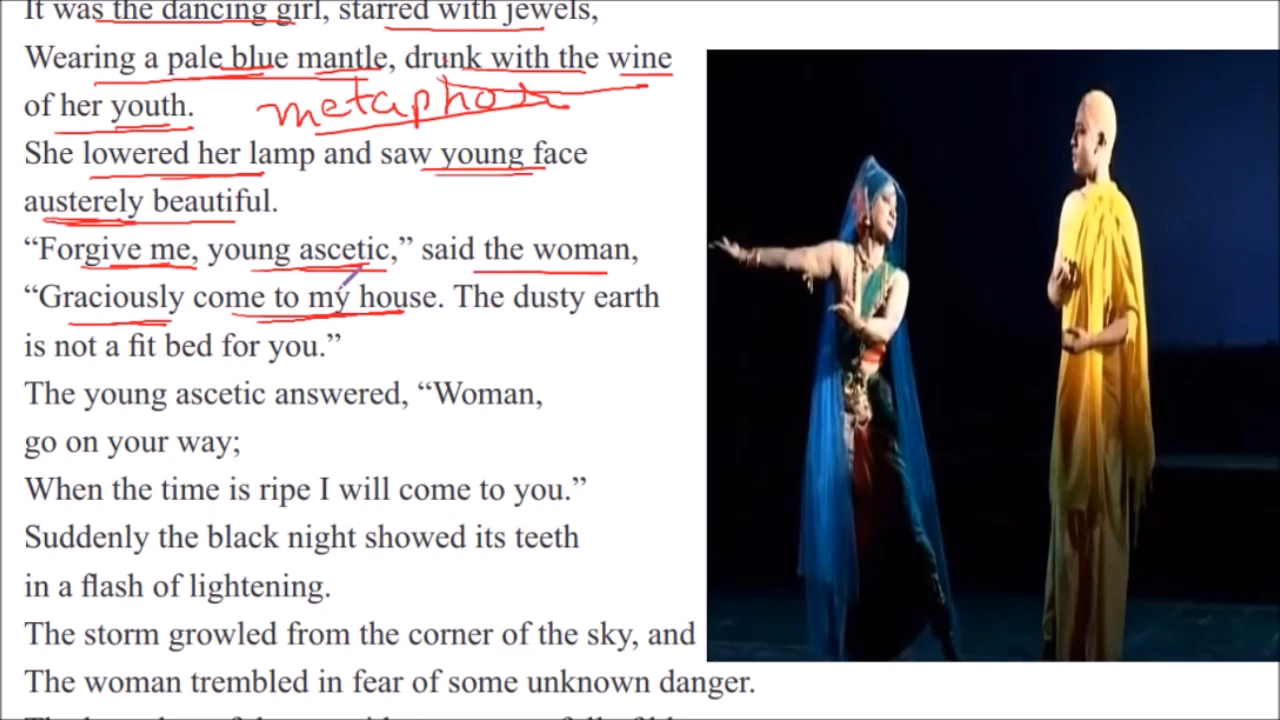 It was the dancing girl, starred with jewels,
Wearing a pale blue mantle, drunk with the wine
of her youth.
metaphor
She lowered her lamp and saw young face
austerely beautiful.
“Forgive me, young ascetic,” said the woman,
“Graciously come to my house. The dusty earth
is not a fit bed for you.”
The young ascetic answered, “Woman,
go on your way;
When the time is ripe I will come to you.”
Suddenly the black night showed its teeth
in a flash of lightening.
The storm growled from the corner of the sky, and
The woman trembled in fear of some unknown danger.